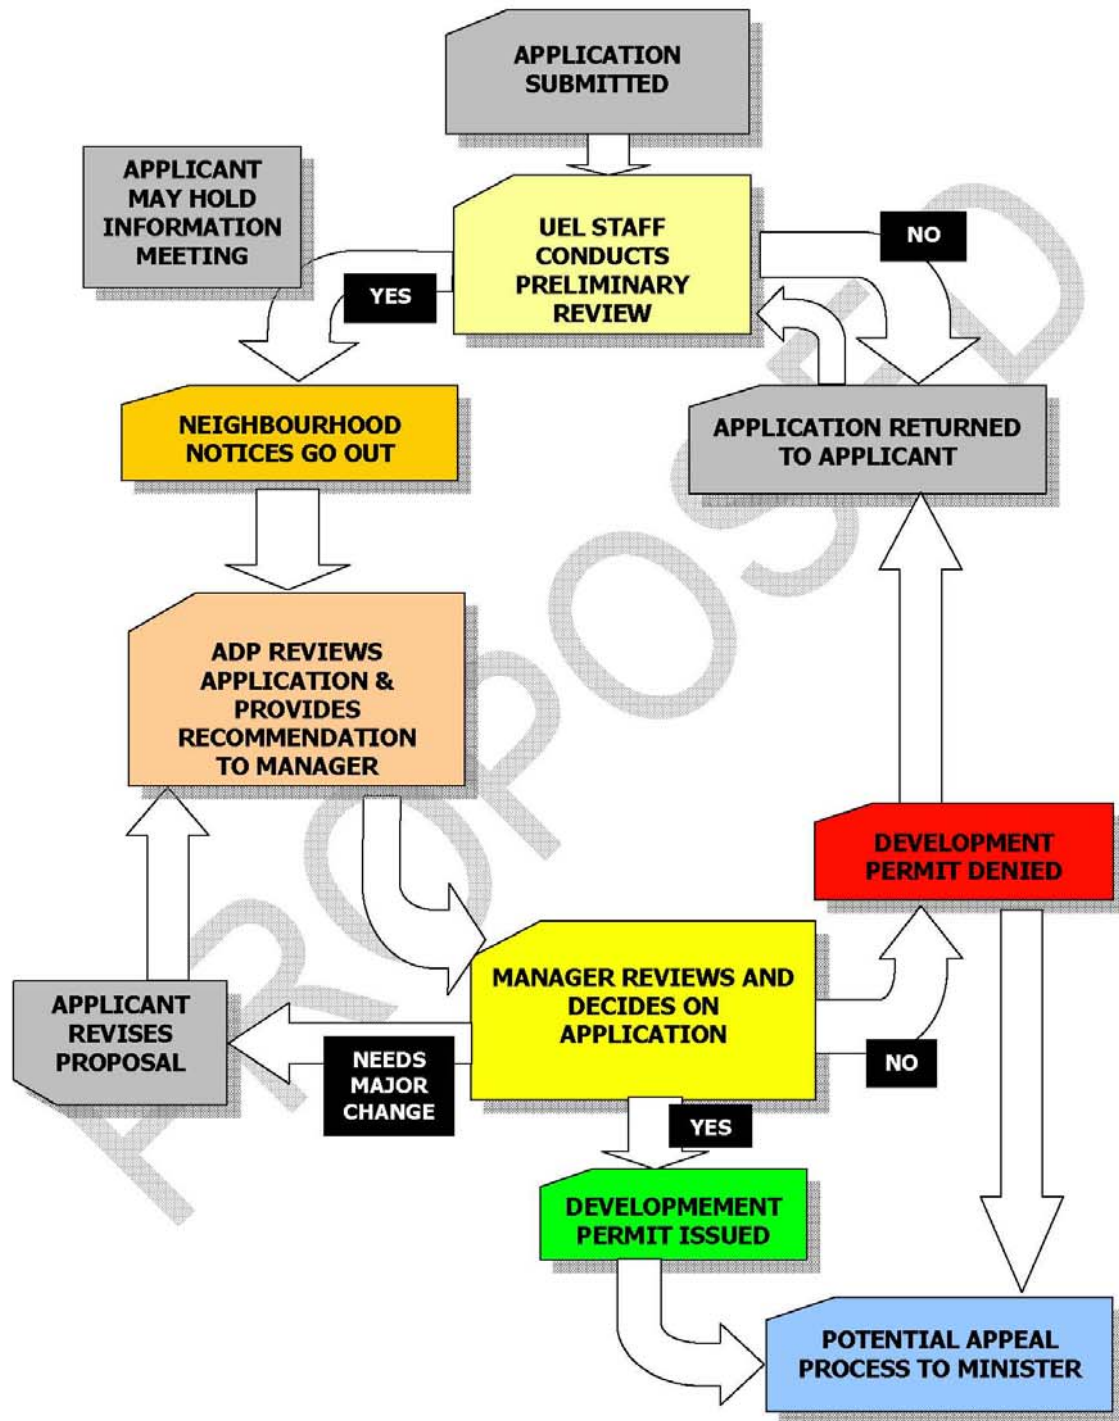 APPLICATION
SUBMITTED
APPLICANT
MAY HOLD
INFORMATION
MEETING
UEL STAFF
CONDUCTS
PRELIMINARY
REVIEW
NO
YES
NEIGHBOURHOOD
NOTICES GO OUT
APPLICATION RETURNED
TO APPLICANT
ADP REVIEWS
APPLICATION &
PROVIDES
RECOMMENDATION
TO MANAGER
DEVELOPMENT
PERMIT DENIED
MANAGER REVIEWS AND
DECIDES ON
APPLICATION
APPLICANT
REVISES
PROPOSAL
NEEDS
MAJOR
CHANGE
NO
YES
DEVELOPMEMENT
PERMIT ISSUED
POTENTIAL APPEAL
PROCESS TO MINISTER
PROPOSED